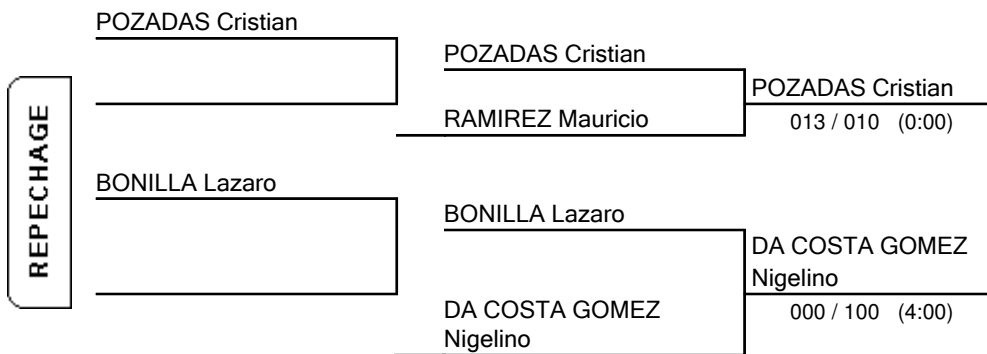 REPECHAGE
POZADAS Cristian
BONILLA Lazaro
POZADAS Cristian
RAMIREZ Mauricio
BONILLA Lazaro
DA COSTA GOMEZ
Nigelino
POZADAS Cristian
013 / 010 (0:00)
DA COSTA GOMEZ
Nigelino
000 / 100 (4:00)